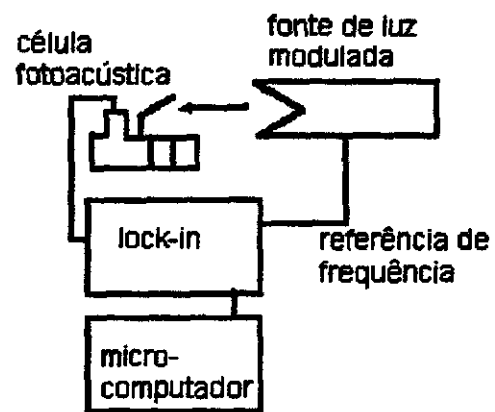 célula
fotoacústica
fonte de luz
modulada
lock-in
referência de
frequência
micro-
computador